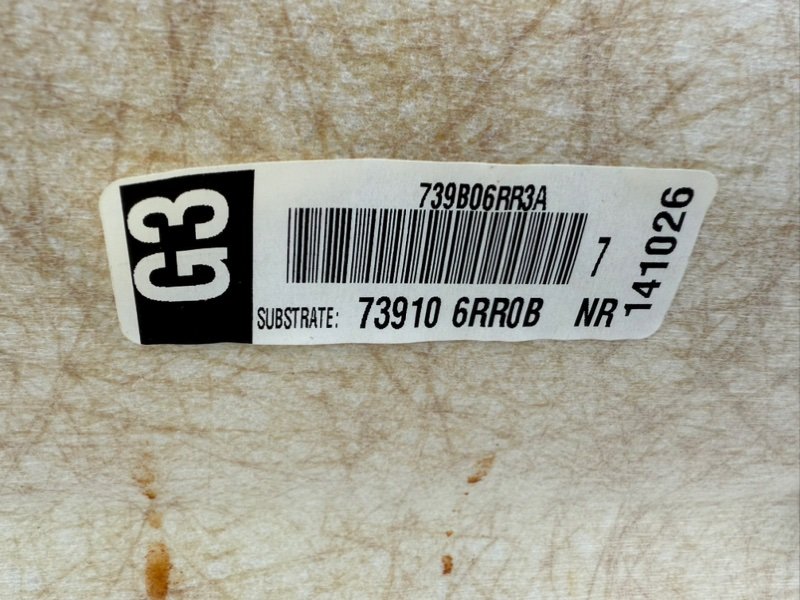 G3
739B06RR3A
7
SUBSTRATE: 73910 6RR0B NR
141026